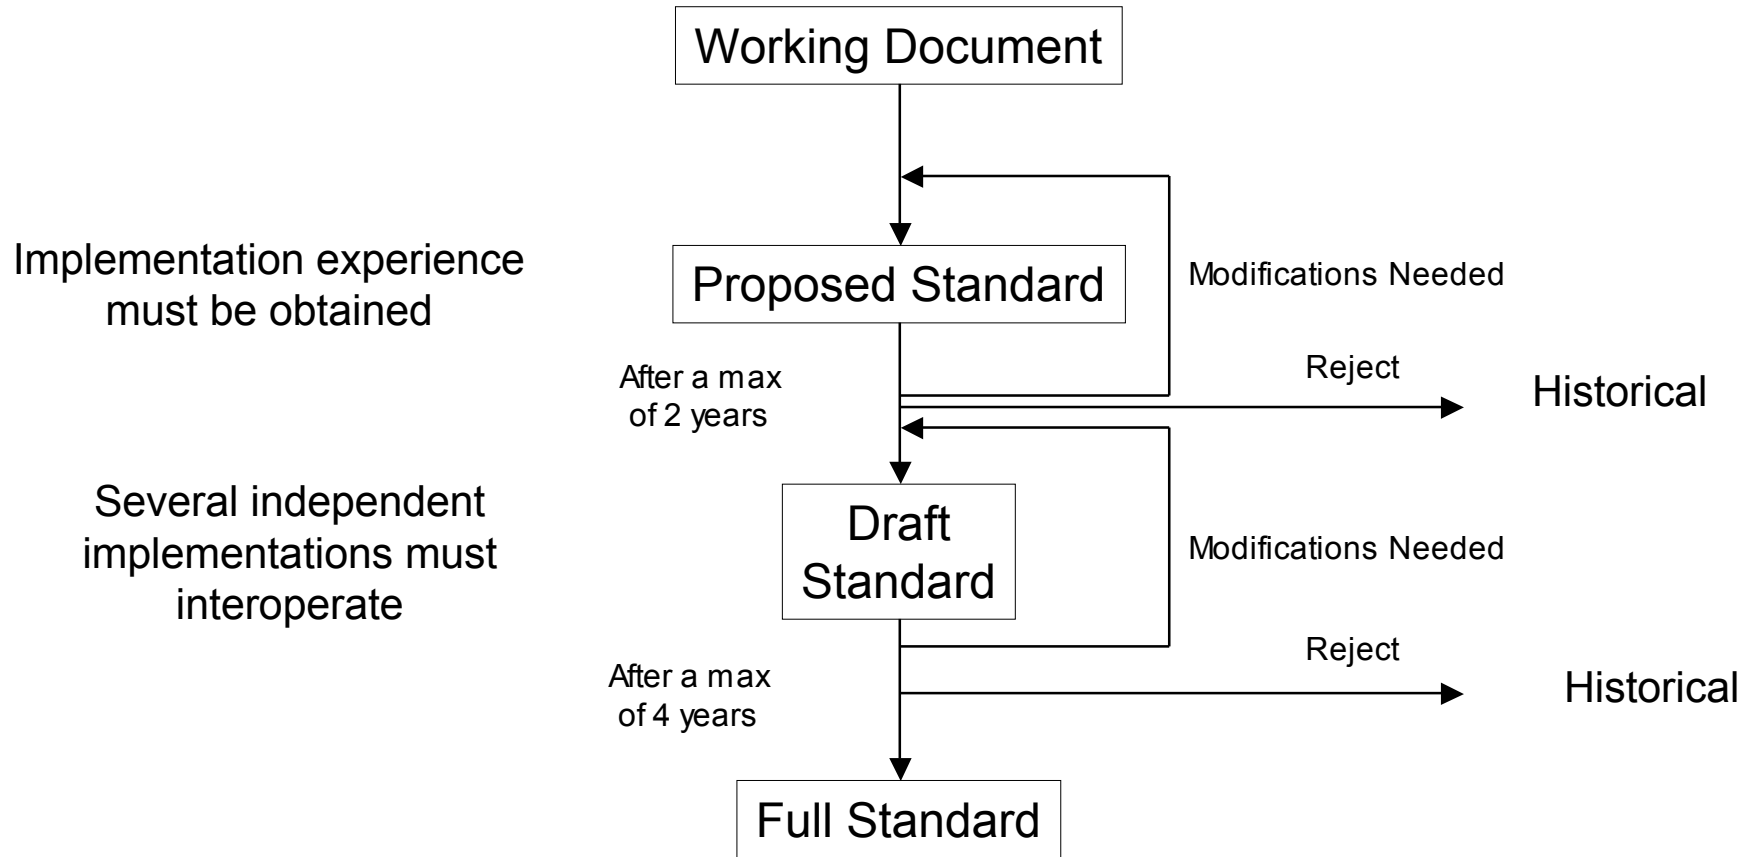 Working Document
Implementation experience
must be obtained
Proposed Standard
Modifications Needed
After a max
of 2 years
Reject
Historical
Several independent
implementations must
interoperate
Draft
Standard
Modifications Needed
After a max
of 4 years
Reject
Historical
Full Standard